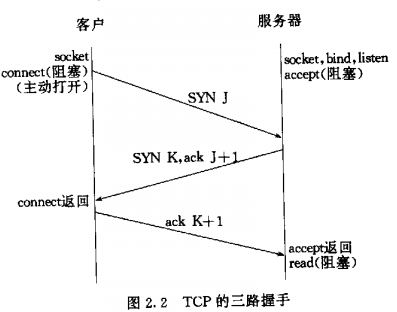 客户
服务器
socket
connect(阻塞)
(主动打开)
socket,bind,listen
accept(阻塞)
SYN J
SYN K,ack J+1
connect返回
ack K+1
accept返回
read(阻塞)
图 2.2 TCP 的三路握手